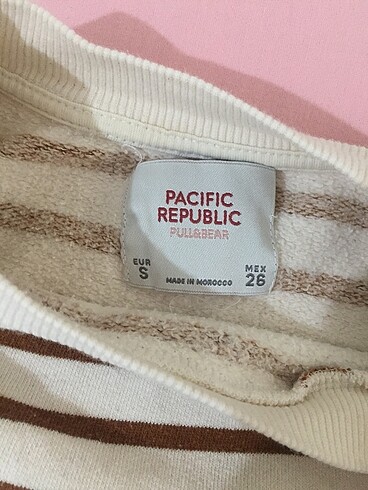 PACIFIC
REPUBLIC
PULL&BEAR
EUR MEX
S MADE IN MOROCCO 26